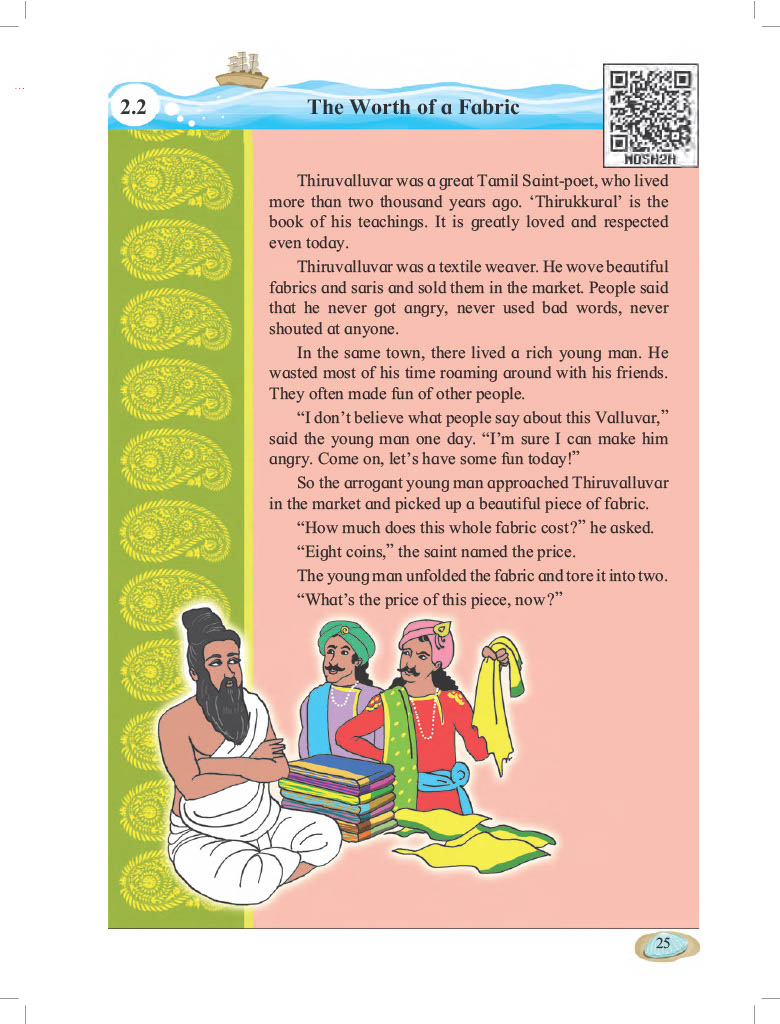 2.2
The Worth of a Fabric
N0SN2A
Thiruvalluvar was a great Tamil Saint-poet, who lived
more than two thousand years ago. ‘Thirukkural’ is the
book of his teachings. It is greatly loved and respected
even today.
Thiruvalluvar was a textile weaver. He wove beautiful
fabrics and saris and sold them in the market. People said
that he never got angry, never used bad words, never
shouted at anyone.
In the same town, there lived a rich young man. He
wasted most of his time roaming around with his friends.
They often made fun of other people.
“I don’t believe what people say about this Valluvar,”
said the young man one day. “I’m sure I can make him
angry. Come on, let’s have some fun today!”
So the arrogant young man approached Thiruvalluvar
in the market and picked up a beautiful piece of fabric.
“How much does this whole fabric cost?” he asked.
“Eight coins,” the saint named the price.
The young man unfolded the fabric and tore it into two.
“What’s the price of this piece, now?”
25